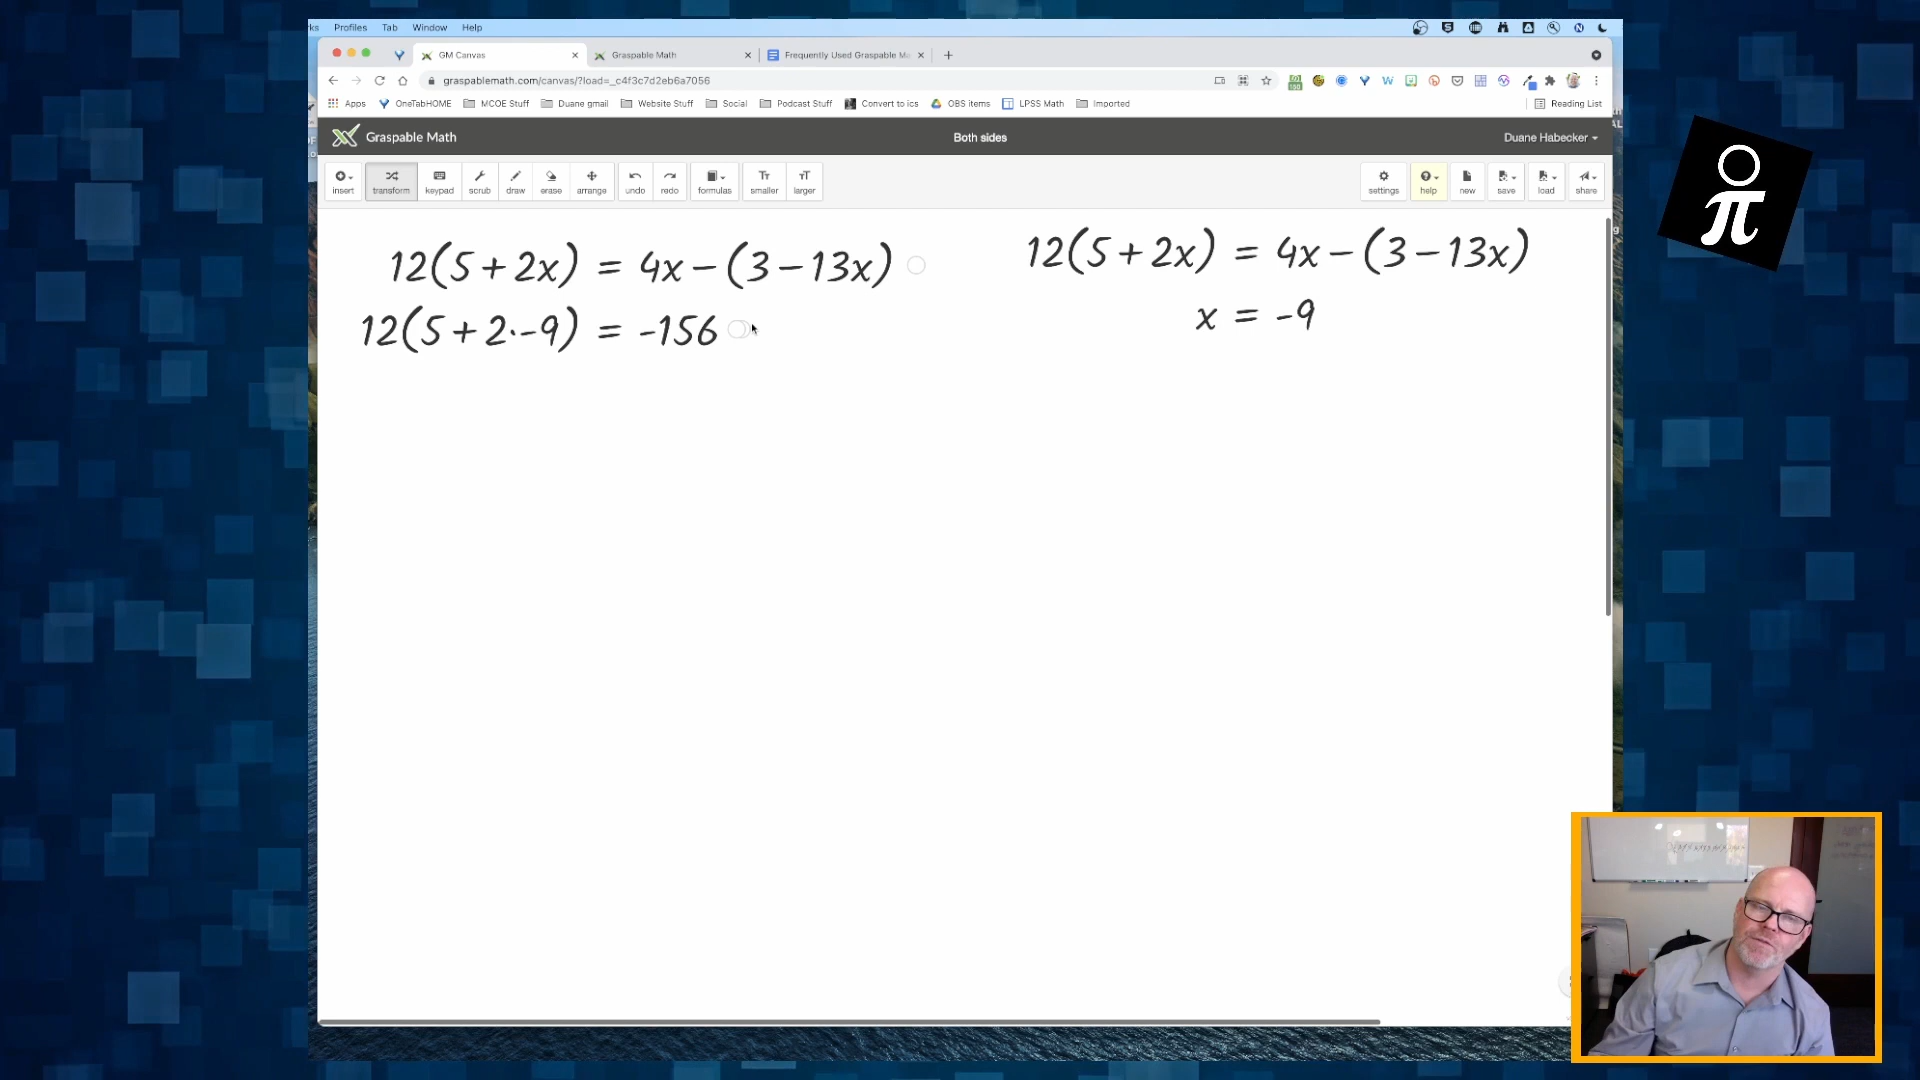 Profiles Tab Window Help
GM Canvas
Graspable Math
Frequently Used Graspable Ma
graspablemath.com/canvas/?load=_c4f3c7d2eb6a7056
Apps OneTabHOME MCOE Stuff Duane gmail Website Stuff Social Podcast Stuff Convert to ics OBS items LPSS Math Imported Reading List
Graspable Math Both sides Duane Habecker
insert transform keypad scrub draw erase arrange undo redo formulas smaller larger settings help new save load share
12(5+2x) = 4x-(3-13x)
12(5+2·-9) = -156
12(5+2x) = 4x-(3-13x)
x = -9
π